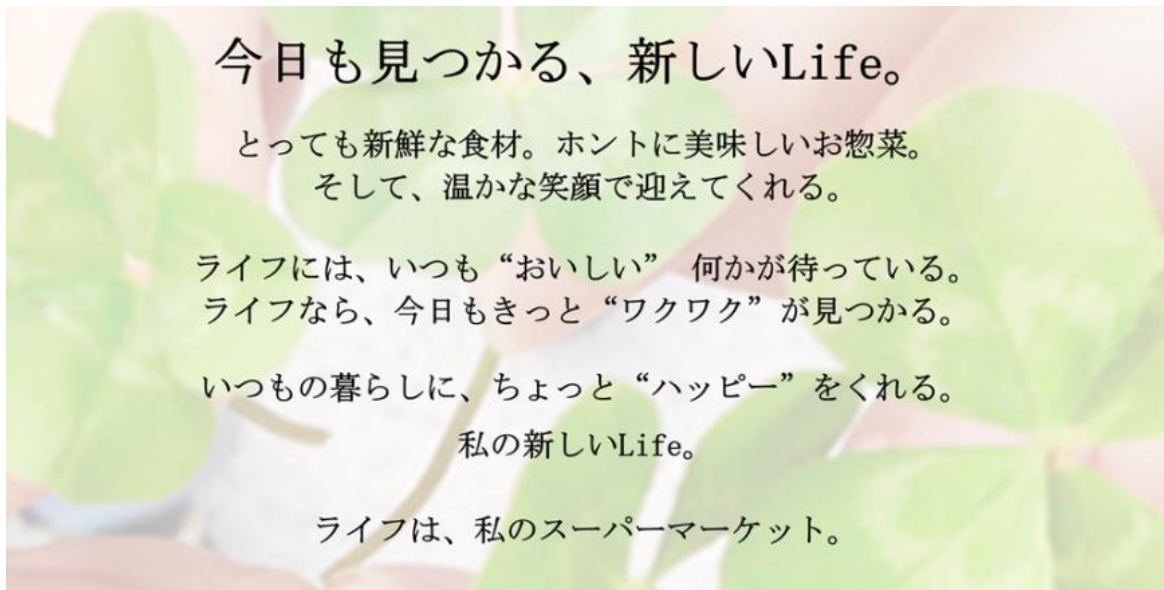 今日も見つかる、新しいLife。
とっても新鮮な食材。ホントに美味しいお惣菜。
そして、温かな笑顔で迎えてくれる。
ライフには、いつも“おいしい” 何かが待っている。
ライフなら、今日もきっと“ワクワク”が見つかる。
いつもの暮らしに、ちょっと“ハッピー”をくれる。
私の新しいLife。
ライフは、私のスーパーマーケット。